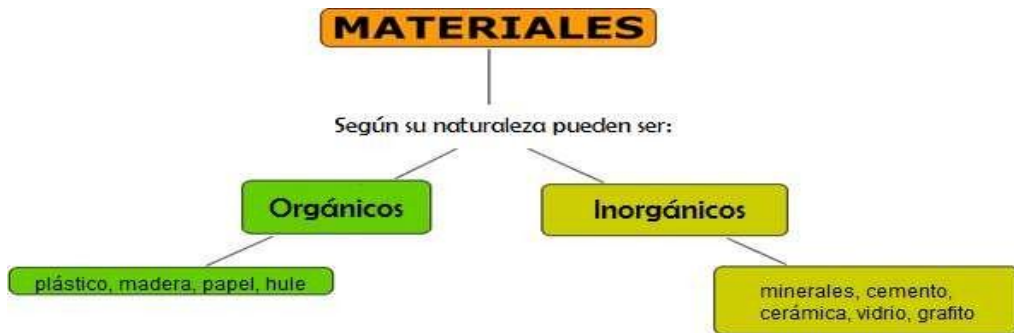 MATERIALES
Según su naturaleza pueden ser:
Orgánicos
Inorgánicos
plástico, madera, papel, hule
minerales, cemento,
cerámica, vidrio, grafito